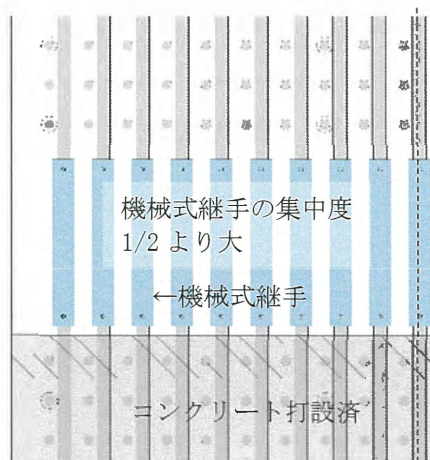 機械式継手の集中度
1/2 より大
←機械式継手
コンクリート打設済